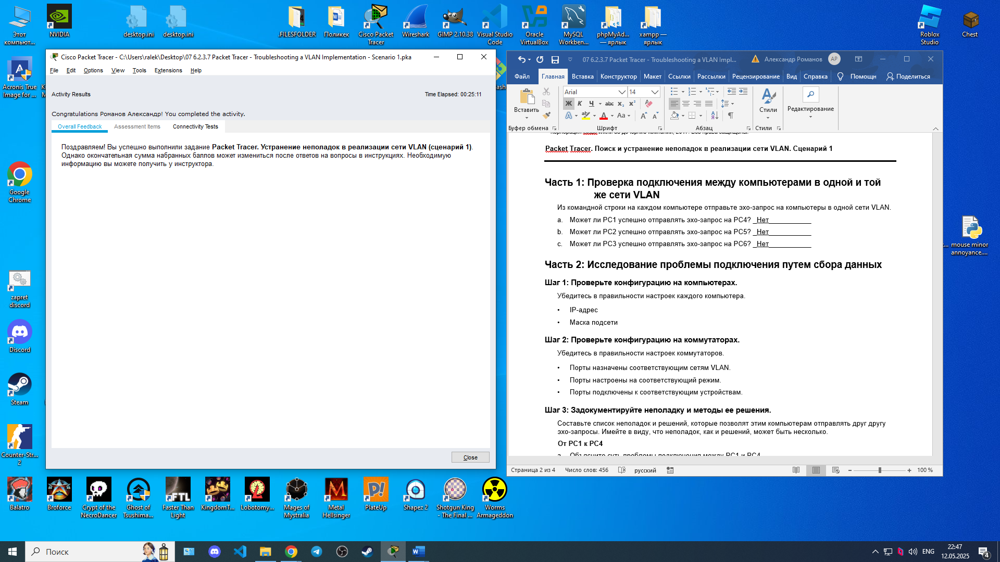 Этот
компьют...
NVIDIA
desktop.ini
desktop.ini
.FILESFOLDER
Поликек
Cisco Packet
Tracer
Wireshark
GIMP 2.10.38
Visual Studio
Code
Oracle
VirtualBox
MySQL
Workben...
phpMyAd...
— ярлык
xampp —
ярлык
Roblox
Studio
Chest
Acronis True
Image for ...
Google
Chrome
zapret
discord
Discord
Steam
Counter-Str...
2
mouse minor
annoyance....
Cisco Packet Tracer - C:\Users\ralek\Desktop\07 6.2.3.7 Packet Tracer - Troubleshooting a VLAN Implementation - Scenario 1.pka
File Edit Options View Tools Extensions Help
Activity Results
Time Elapsed: 00:25:11
Congratulations Романов Александр! You completed the activity.
Overall Feedback Assessment Items Connectivity Tests
Поздравляем! Вы успешно выполнили задание Packet Tracer. Устранение неполадок в реализации сети VLAN (сценарий 1).
Однако окончательная сумма набранных баллов может измениться после ответов на вопросы в инструкциях. Необходимую
информацию вы можете получить у инструктора.
Close
07 6.2.3.7 Packet Tracer - Troubleshooting a VLAN Impl...
Александр Романов
АР
Файл Главная Вставка Конструктор Макет Ссылки Рассылки Рецензирование Вид Справка Помощн Поделиться
Вставить
Arial 14
Ж К Ч abc x₂ x²
Аа
Стили
Редактирование
Буфер обмена Шрифт Абзац Стили
Packet Tracer. Поиск и устранение неполадок в реализации сети VLAN. Сценарий 1
Часть 1: Проверка подключения между компьютерами в одной и той
же сети VLAN
Из командной строки на каждом компьютере отправьте эхо-запрос на компьютеры в одной сети VLAN.
a. Может ли PC1 успешно отправлять эхо-запрос на PC4? _Нет___________
b. Может ли PC2 успешно отправлять эхо-запрос на PC5? _Нет___________
c. Может ли PC3 успешно отправлять эхо-запрос на PC6? _Нет___________
Часть 2: Исследование проблемы подключения путем сбора данных
Шаг 1: Проверьте конфигурацию на компьютерах.
Убедитесь в правильности настроек каждого компьютера.
• IP-адрес
• Маска подсети
Шаг 2: Проверьте конфигурацию на коммутаторах.
Убедитесь в правильности настроек коммутаторов.
• Порты назначены соответствующим сетям VLAN.
• Порты настроены на соответствующий режим.
• Порты подключены к соответствующим устройствам.
Шаг 3: Задокументируйте неполадку и методы ее решения.
Составьте список неполадок и решений, которые позволят этим компьютерам отправлять друг другу
эхо-запросы. Имейте в виду, что неполадок, как и решений, может быть несколько.
От PC1 к PC4
a. Объясните суть проблемы подключения между PC1 и PC4.
Страница 2 из 4 Число слов: 456 русский 100 %
Balatro
Broforce
Crypt of the
NecroDancer
Ghost of
Tsushima...
Faster Than
Light
KingdomT...
Lobotomy...
Mages of
Mystralia
Metal
Hellsinger
PlateUp
Shapez 2
Shotgun King
- The Final ...
Worms
Armageddon
Поиск
ENG
22:47
12.05.2025
4